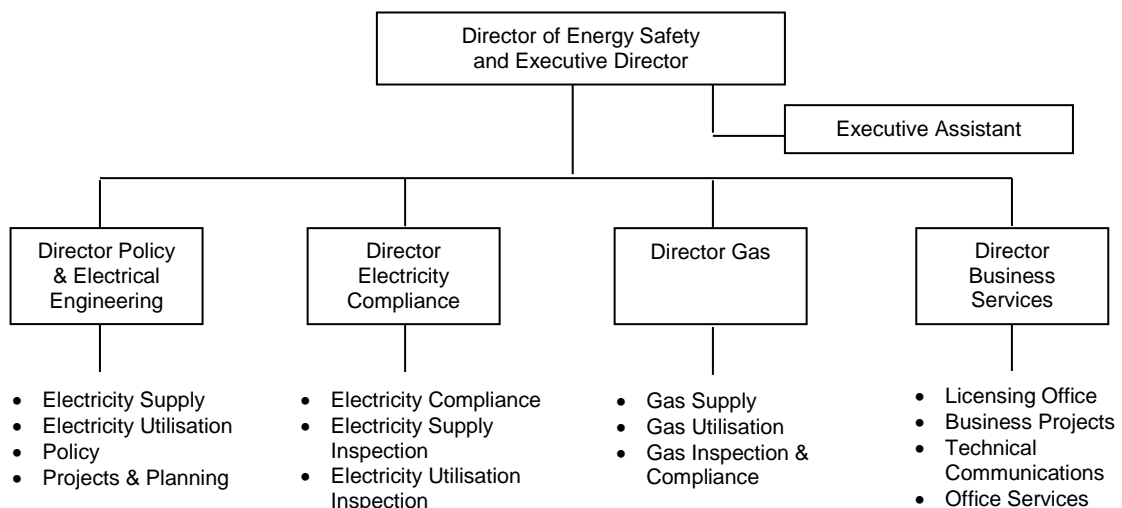 Director of Energy Safety
and Executive Director
Executive Assistant
Director Policy
& Electrical
Engineering
Director
Electricity
Compliance
Director Gas
Director
Business
Services
• Electricity Supply
• Electricity Utilisation
• Policy
• Projects & Planning
• Electricity Compliance
• Electricity Supply
Inspection
• Electricity Utilisation
Inspection
• Gas Supply
• Gas Utilisation
• Gas Inspection &
Compliance
• Licensing Office
• Business Projects
• Technical
Communications
• Office Services